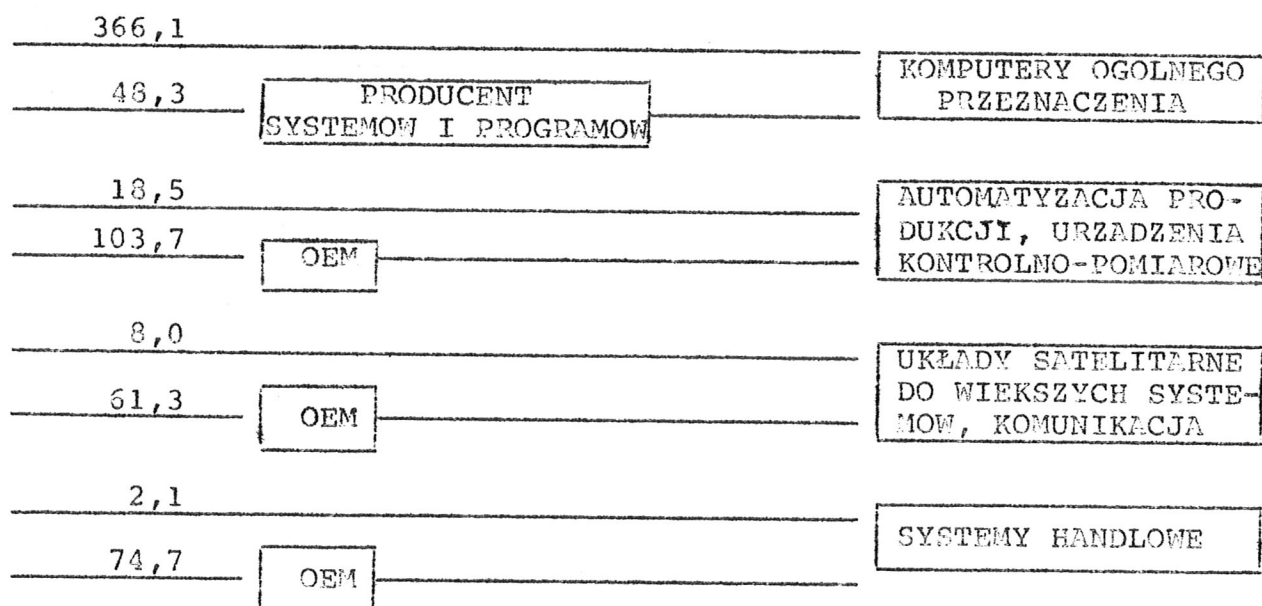 366,1
KOMPUTERY OGOLNEGO
PRZEZNACZENIA
48,3
PRODUCENT
SYSTEMOW I PROGRAMOW
18,5
AUTOMATYZACJA PRO-
DUKCJI, URZADZENIA
KONTROLNO-POMIAROWE
103,7
OEM
8,0
UKŁADY SATELITARNE
DO WIEKSZYCH SYSTE-
MOW, KOMUNIKACJA
61,3
OEM
2,1
SYSTEMY HANDLOWE
74,7
OEM